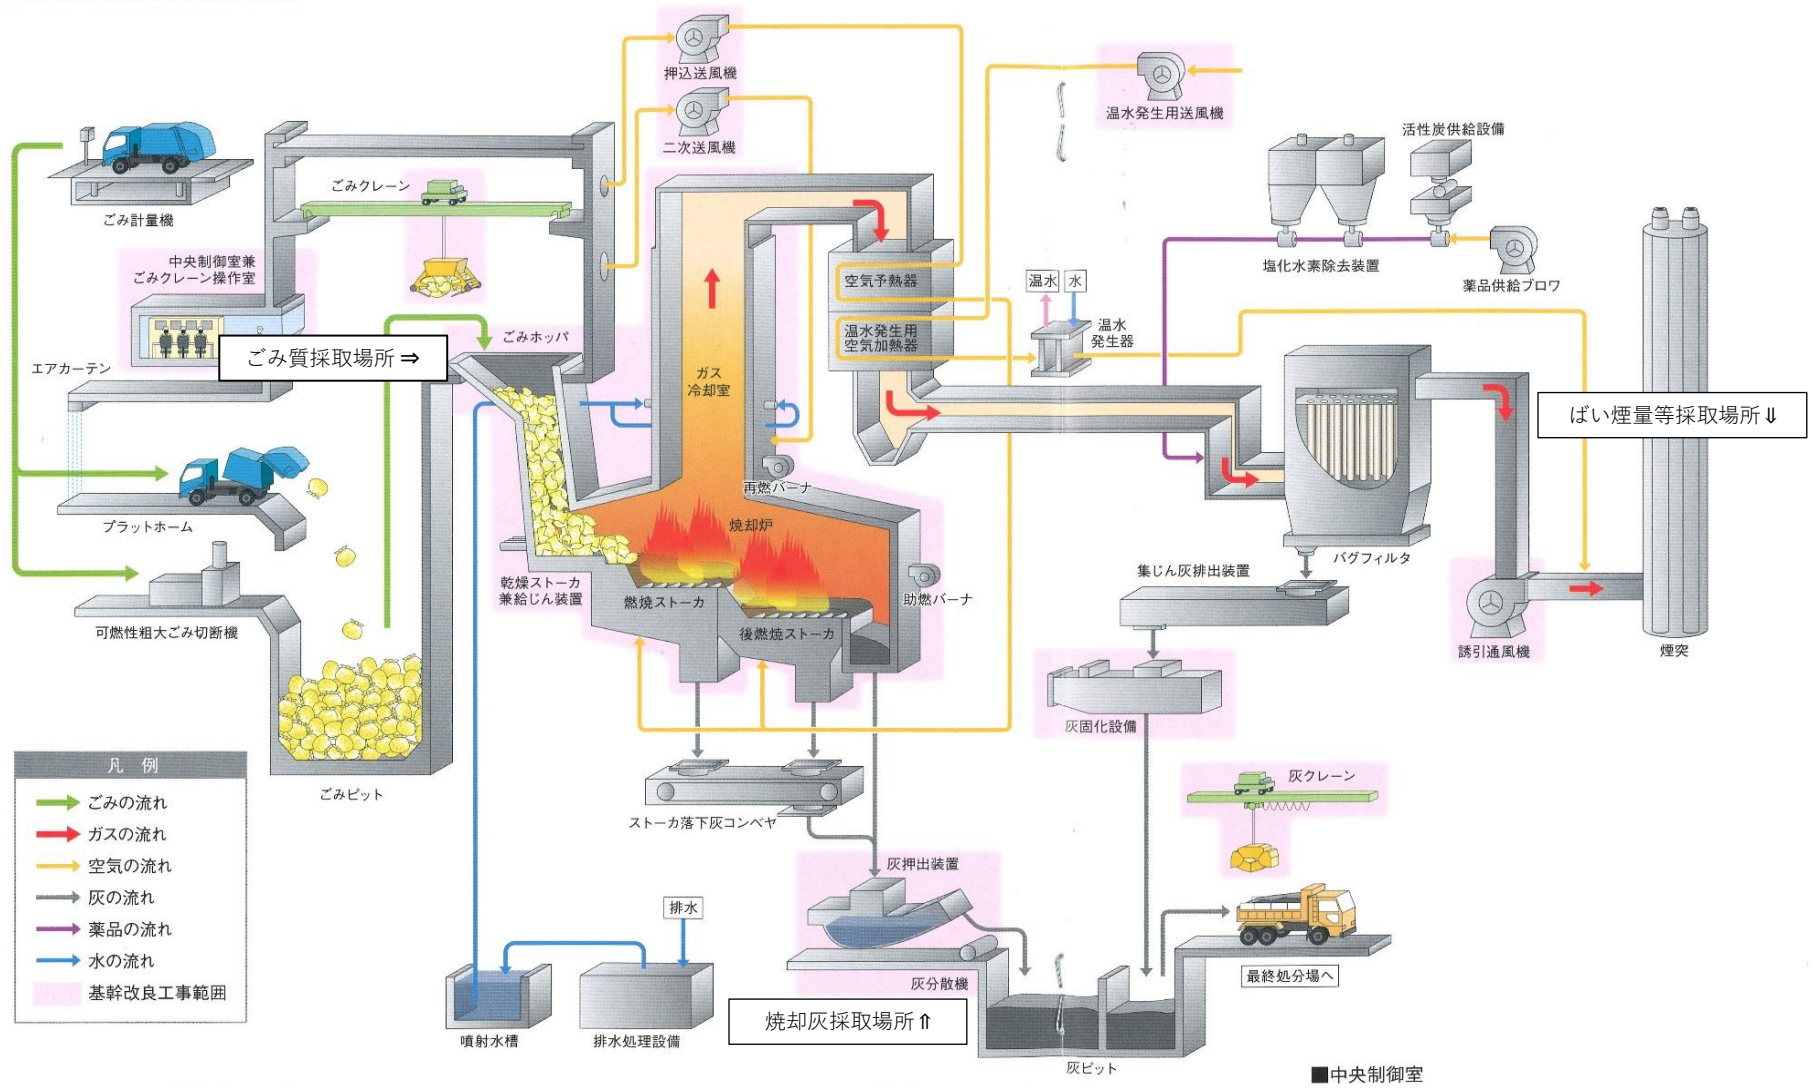 押込送風機
二次送風機
温水発生用送風機
活性炭供給設備
ごみ計量機
ごみクレーン
中央制御室兼
ごみクレーン操作室
塩化水素除去装置
薬品供給ブロワ
空気予熱器
温水
水
温水発生用
空気加熱器
温水
発生器
ごみ質採取場所⇒
ごみホッパ
エアカーテン
ガス
冷却室
ばい煙量等採取場所⇓
再燃バーナ
プラットホーム
焼却炉
バグフィルタ
集じん灰排出装置
乾燥ストーカ
兼給じん装置
燃焼ストーカ
助燃バーナ
可燃性粗大ごみ切断機
後燃焼ストーカ
誘引通風機
煙突
灰固化設備
凡 例
ごみの流れ
ガスの流れ
空気の流れ
灰の流れ
薬品の流れ
水の流れ
基幹改良工事範囲
ごみピット
灰クレーン
ストーカ落下灰コンベヤ
灰押出装置
排水
灰分散機
最終処分場へ
焼却灰採取場所⇑
噴射水槽
排水処理設備
灰ピット
■中央制御室